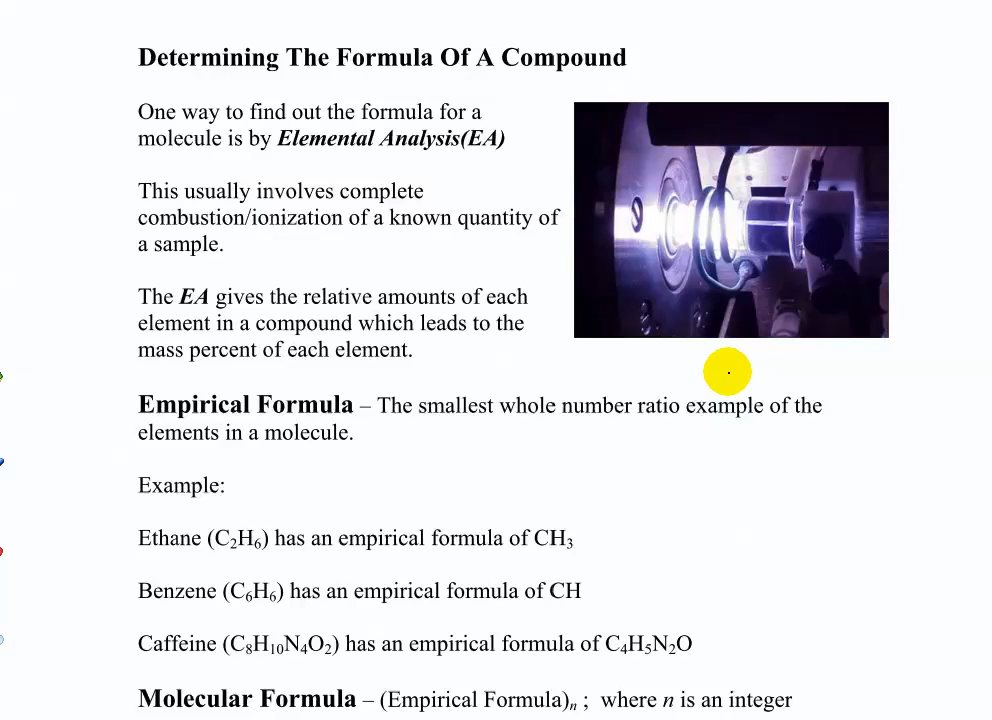 Determining The Formula Of A Compound
One way to find out the formula for a
molecule is by Elemental Analysis(EA)
This usually involves complete
combustion/ionization of a known quantity of
a sample.
The EA gives the relative amounts of each
element in a compound which leads to the
mass percent of each element.
Empirical Formula – The smallest whole number ratio example of the
elements in a molecule.
Example:
Ethane (C₂H₆) has an empirical formula of CH₃
Benzene (C₆H₆) has an empirical formula of CH
Caffeine (C₈H₁₀N₄O₂) has an empirical formula of C₄H₅N₂O
Molecular Formula – (Empirical Formula)ₙ ; where n is an integer